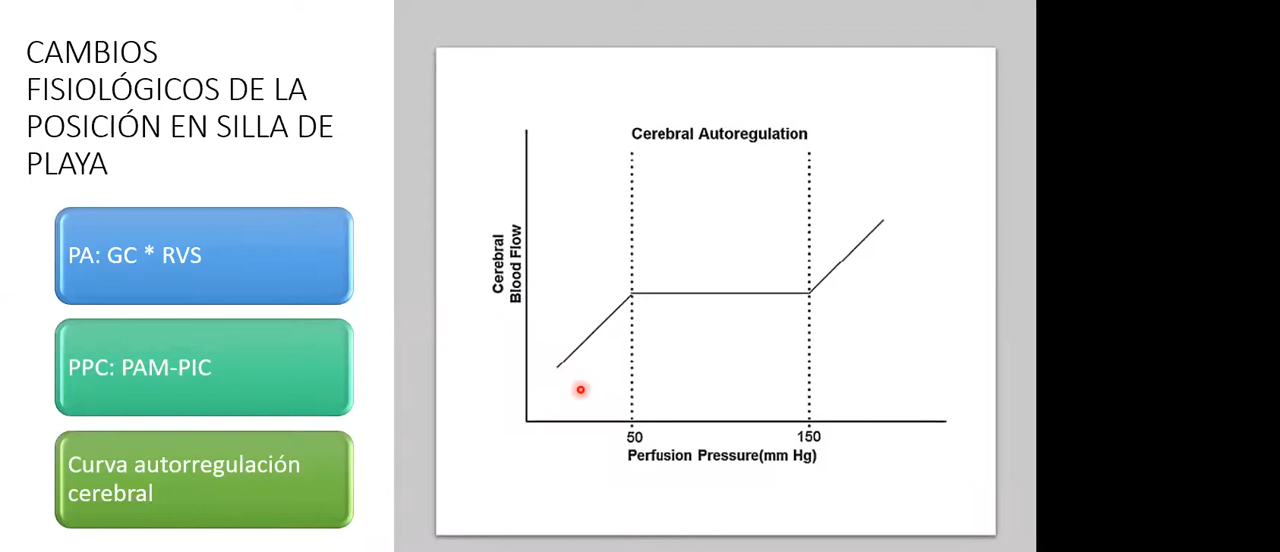 CAMBIOS
FISIOLÓGICOS DE LA
POSICIÓN EN SILLA DE
PLAYA
PA: GC * RVS
PPC: PAM-PIC
Curva autorregulación
cerebral
Cerebral Autoregulation
Cerebral
Blood Flow
50
150
Perfusion Pressure(mm Hg)